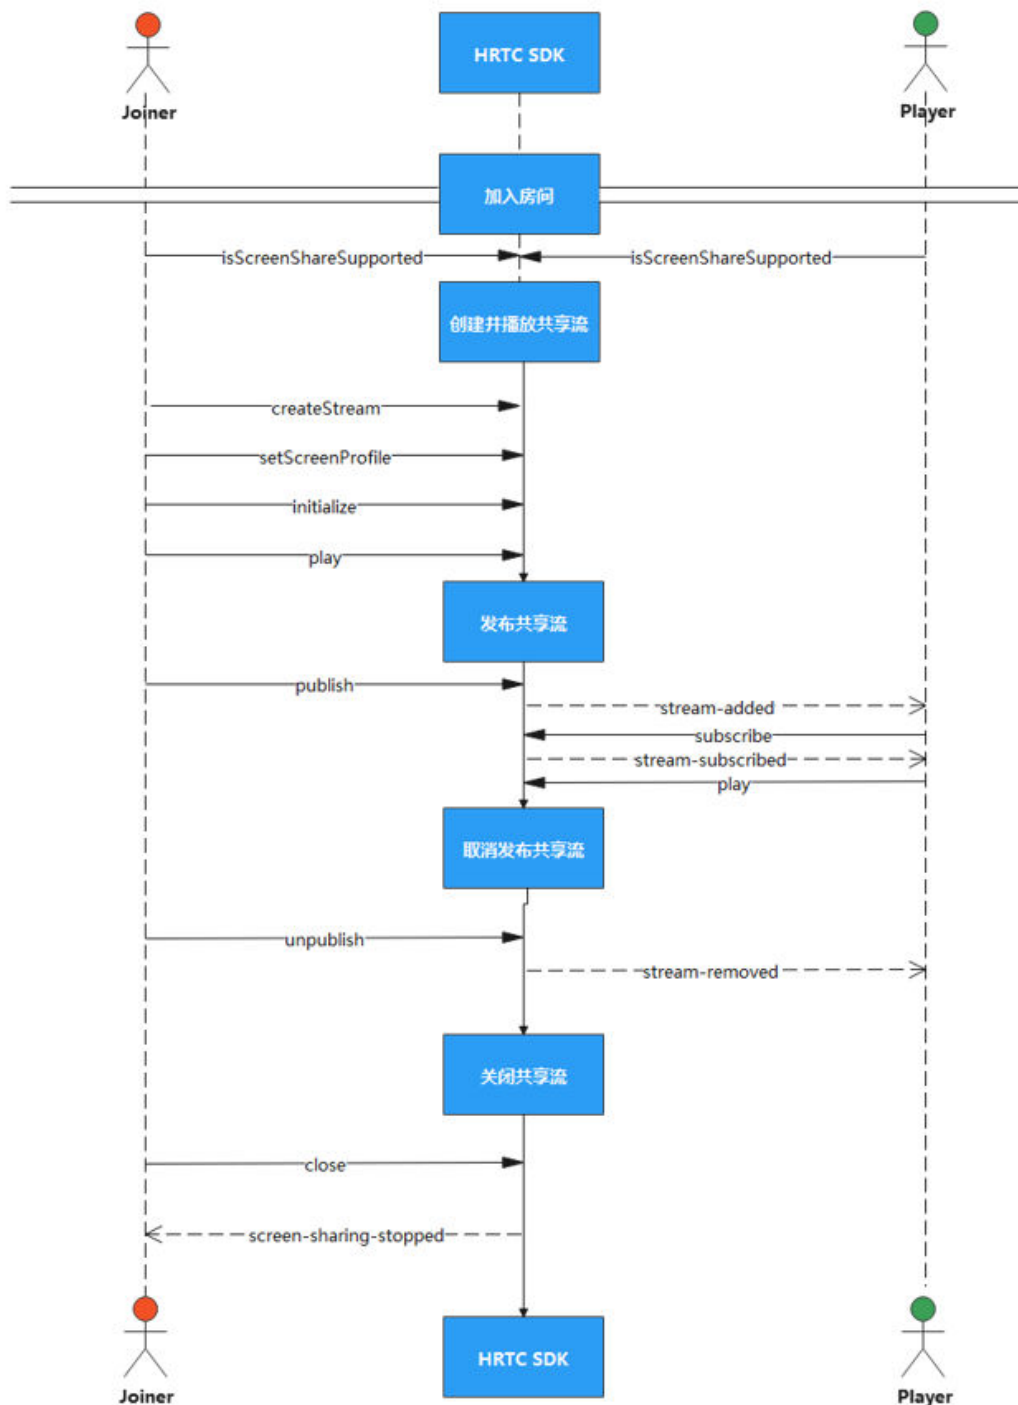 HRTC SDK
Joiner
Player
加入房间
isScreenShareSupported
isScreenShareSupported
创建并播放共享流
createStream
setScreenProfile
initialize
play
发布共享流
publish
stream-added
subscribe
stream-subscribed
play
取消发布共享流
unpublish
stream-removed
关闭共享流
close
screen-sharing-stopped
HRTC SDK
Joiner
Player